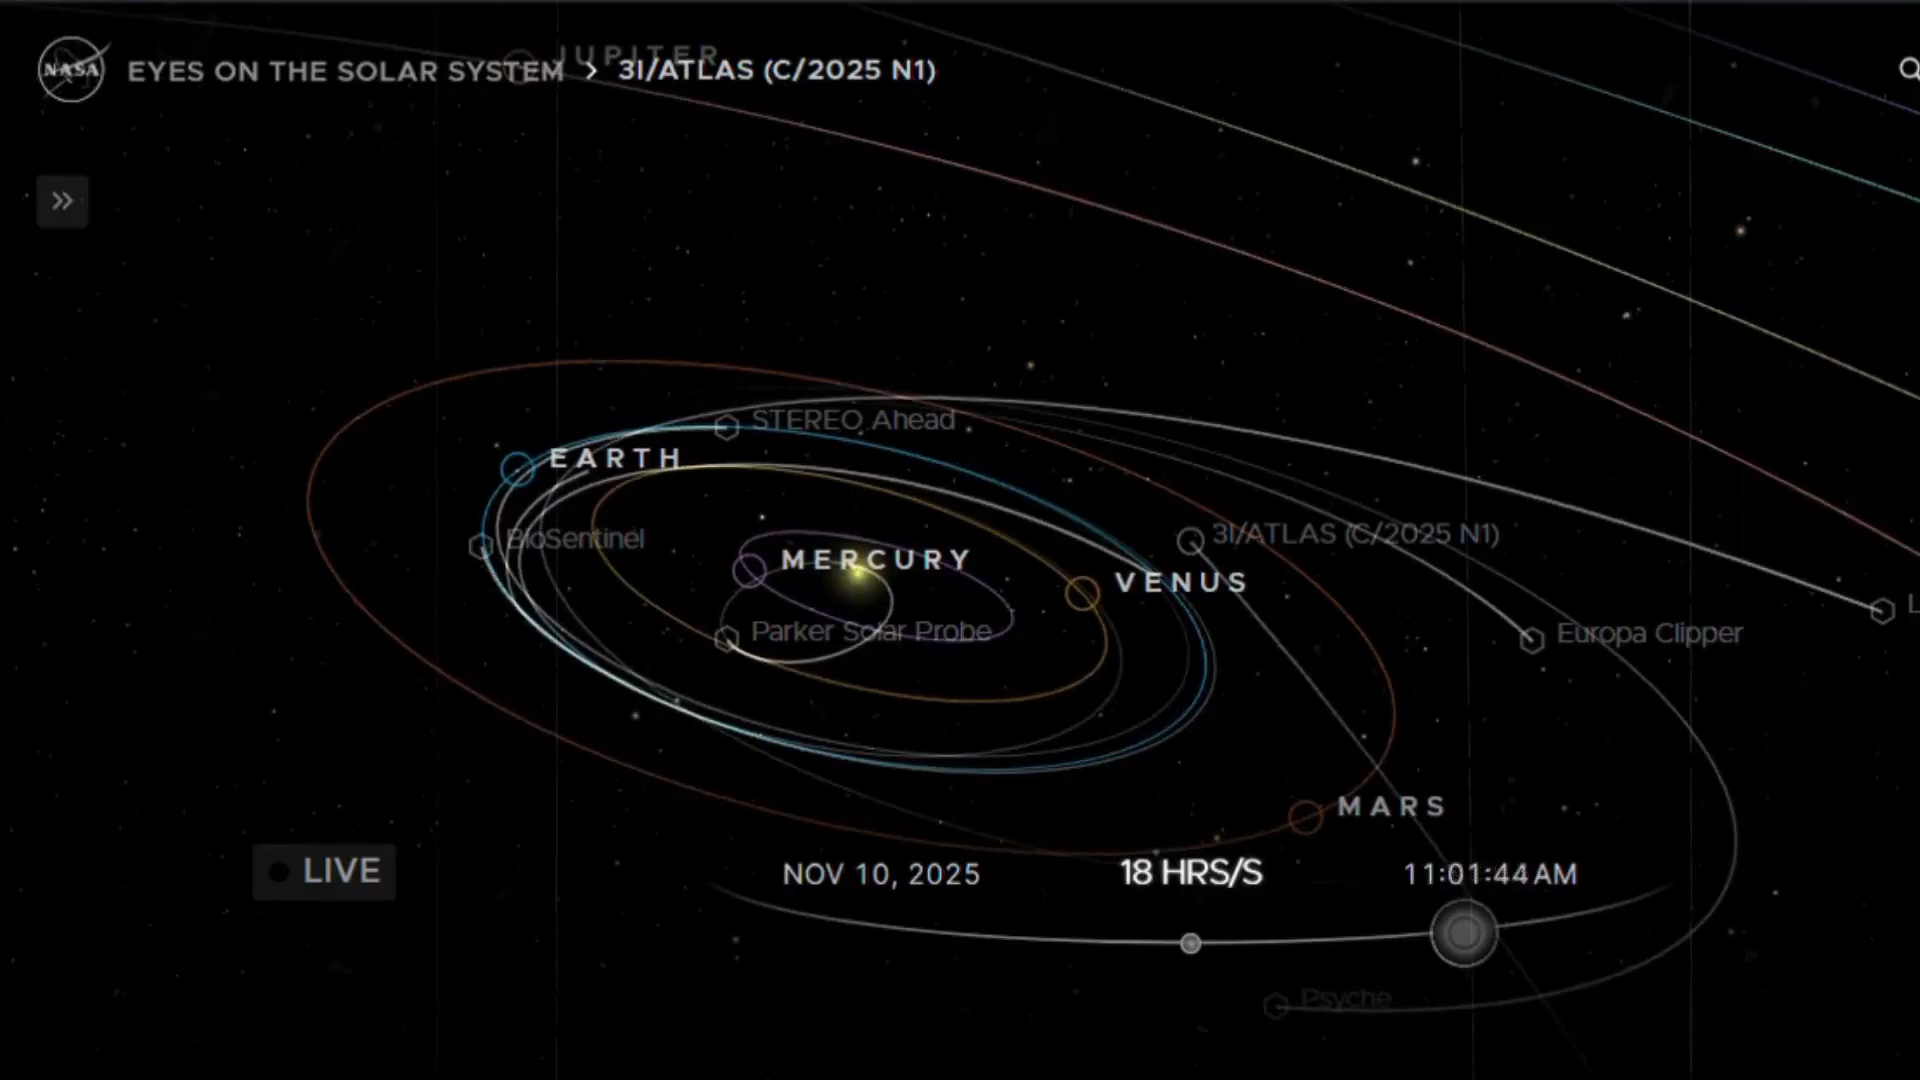 JUPITER
NASA
EYES ON THE SOLAR SYSTEM > 3I/ATLAS (C/2025 N1)
STEREO Ahead
EARTH
BioSentinel
3I/ATLAS (C/2025 N1)
MERCURY
VENUS
Parker Solar Probe
Europa Clipper
MARS
LIVE
NOV 10, 2025
18 HRS/S
11:01:44 AM
Psyche